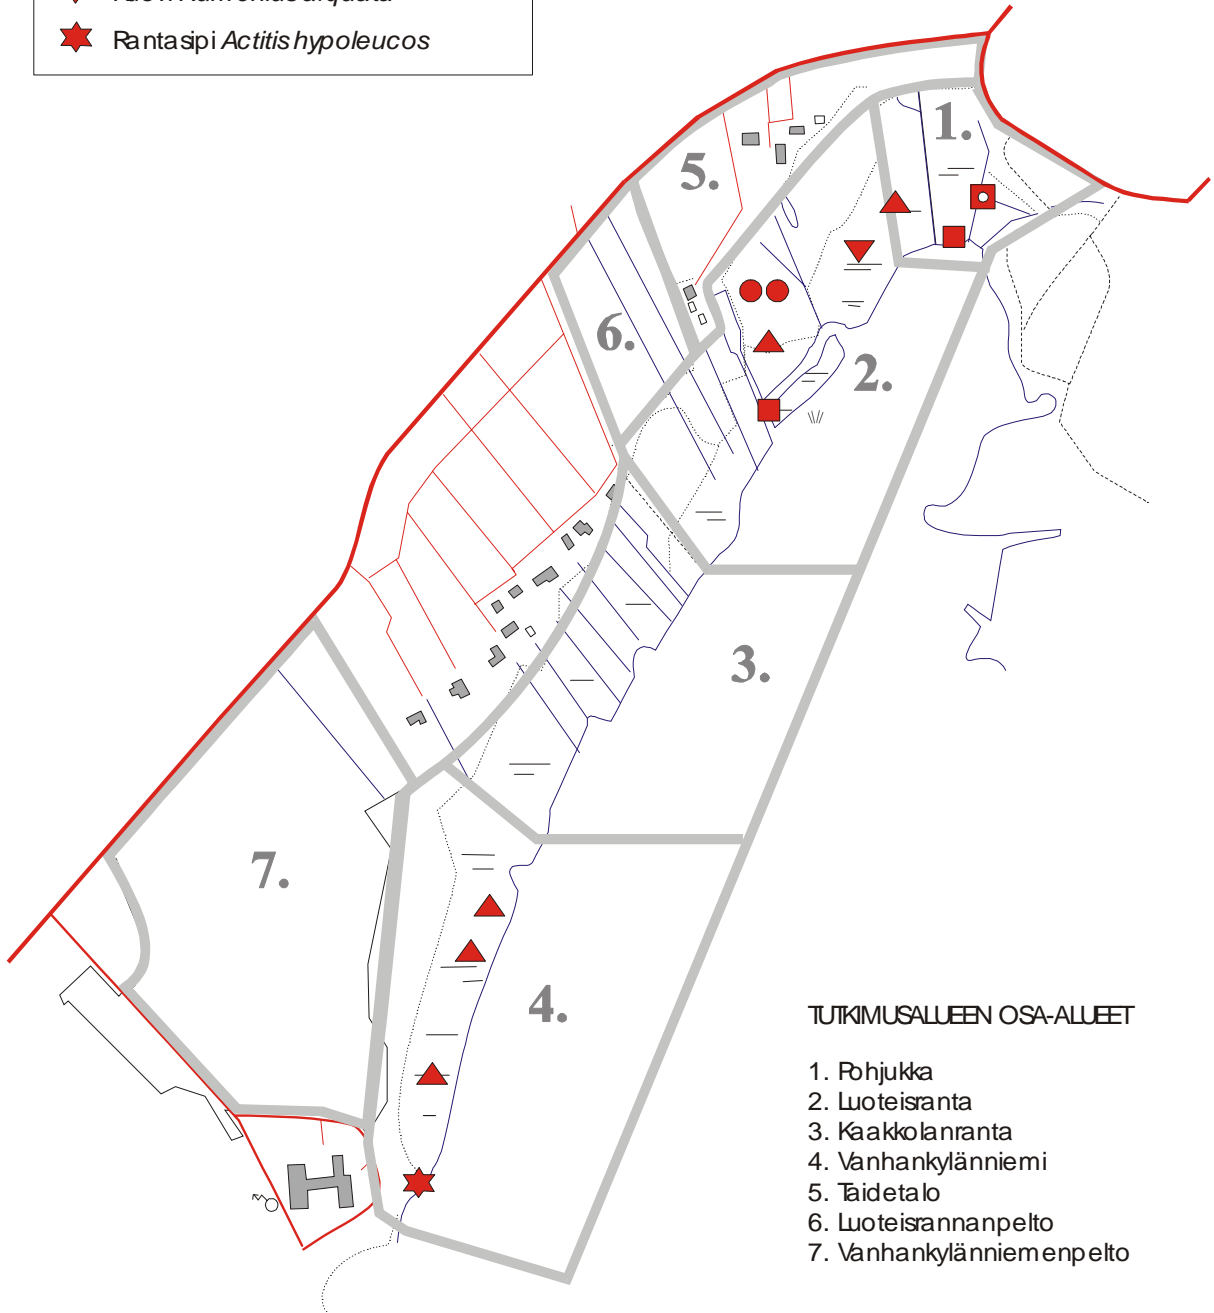 Rantasipi Actitis hypoleucos
1.
5.
6.
2.
3.
7.
4.
TUTKIMUSALUEEN OSA-ALUEET
1. Pohjukka
2. Luoteisranta
3. Kaakkolanranta
4. Vanhankylänniemi
5. Taidetalo
6. Luoteisrannanpelto
7. Vanhankylänniemenpelto